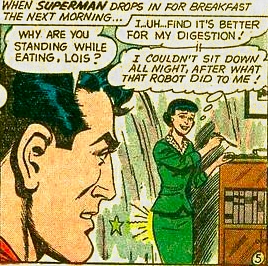 WHEN SUPERMAN DROPS IN FOR BREAKFAST
THE NEXT MORNING...
WHY ARE YOU
STANDING WHILE
EATING, LOIS?
I...UH...FIND IT'S BETTER
FOR MY DIGESTION!
I COULDN'T SIT DOWN
ALL NIGHT, AFTER WHAT
THAT ROBOT DID TO ME!
5